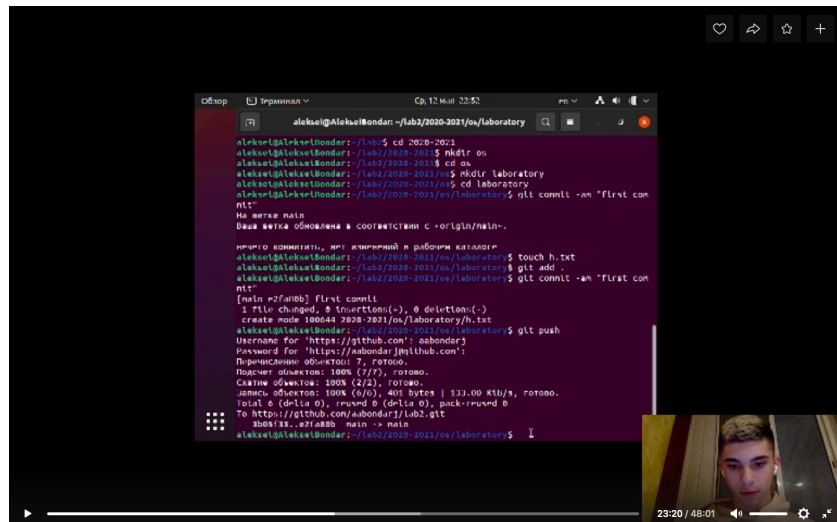 Обзор Терминал Ср, 12 май 22:52 en
aleksei@AlekseiBondar: ~/lab2/2020-2021/os/laboratory
aleksei@AlekseiBondar:~/lab2$ cd 2020-2021
aleksei@AlekseiBondar:~/lab2/2020-2021$ mkdir os
aleksei@AlekseiBondar:~/lab2/2020-2021$ cd os
aleksei@AlekseiBondar:~/lab2/2020-2021/os$ mkdir laboratory
aleksei@AlekseiBondar:~/lab2/2020-2021/os$ cd laboratory
aleksei@AlekseiBondar:~/lab2/2020-2021/os/laboratory$ git commit -am "first com
mit"
На ветке main
Ваша ветка обновлена в соответствии с «origin/main».
нечего коммитить, нет изменений в рабочем каталоге
aleksei@AlekseiBondar:~/lab2/2020-2021/os/laboratory$ touch h.txt
aleksei@AlekseiBondar:~/lab2/2020-2021/os/laboratory$ git add .
aleksei@AlekseiBondar:~/lab2/2020-2021/os/laboratory$ git commit -am "first com
mit"
[main e2fa80b] first commit
1 file changed, 0 insertions(+), 0 deletions(-)
create mode 100644 2020-2021/os/laboratory/h.txt
aleksei@AlekseiBondar:~/lab2/2020-2021/os/laboratory$ git push
Username for 'https://github.com': aabondarj
Password for 'https://aabondarj@github.com':
Перечисление объектов: 7, готово.
Подсчет объектов: 100% (7/7), готово.
Сжатие объектов: 100% (2/2), готово.
Запись объектов: 100% (6/6), 401 bytes | 133.00 KiB/s, готово.
Total 6 (delta 0), reused 0 (delta 0), pack-reused 0
To https://github.com/aabondarj/lab2.git
main -> main
aleksei@AlekseiBondar:~/lab2/2020-2021/os/laboratory$
23:20 / 48:01